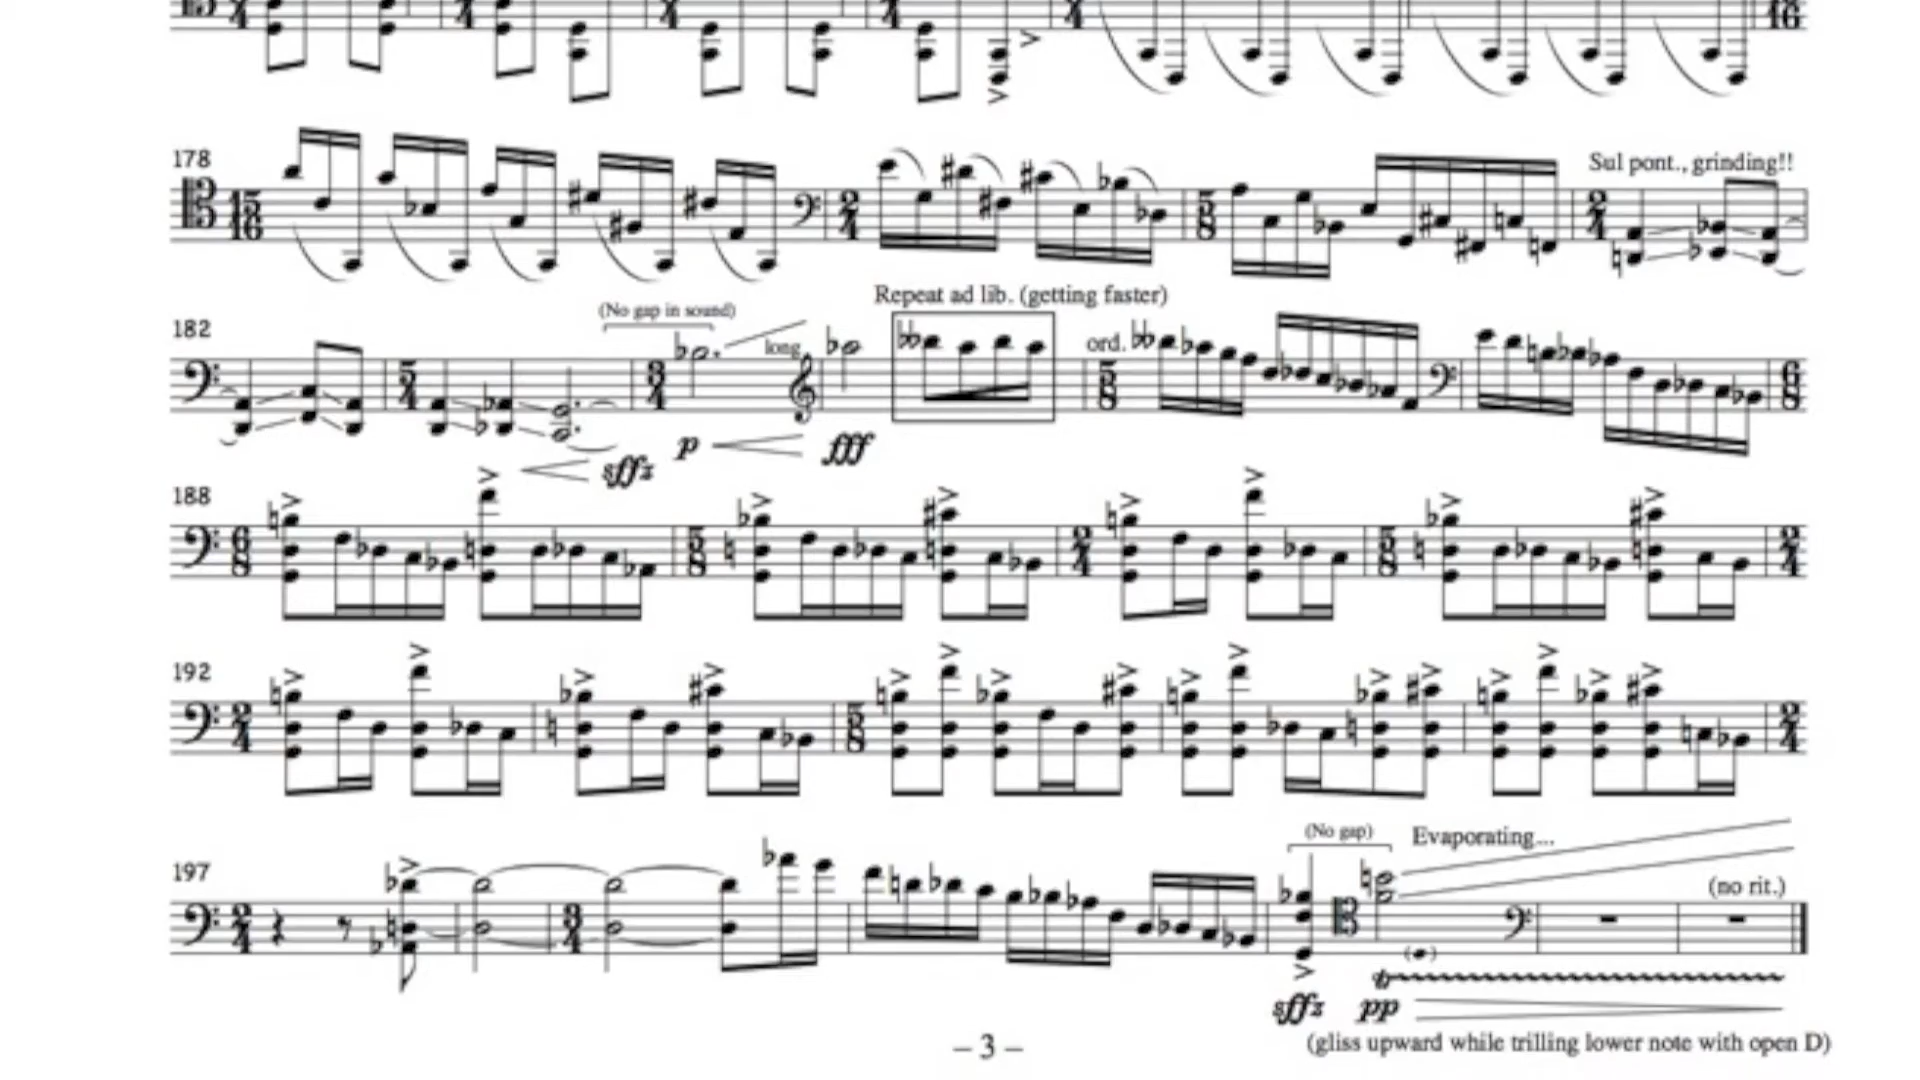 178
Sul pont., grinding!!
182
(No gap in sound)
Repeat ad lib. (getting faster)
long
ord.
p
sffz
fff
188
192
197
(No gap)
Evaporating...
(no rit.)
sffz pp
(gliss upward while trilling lower note with open D)
– 3 –